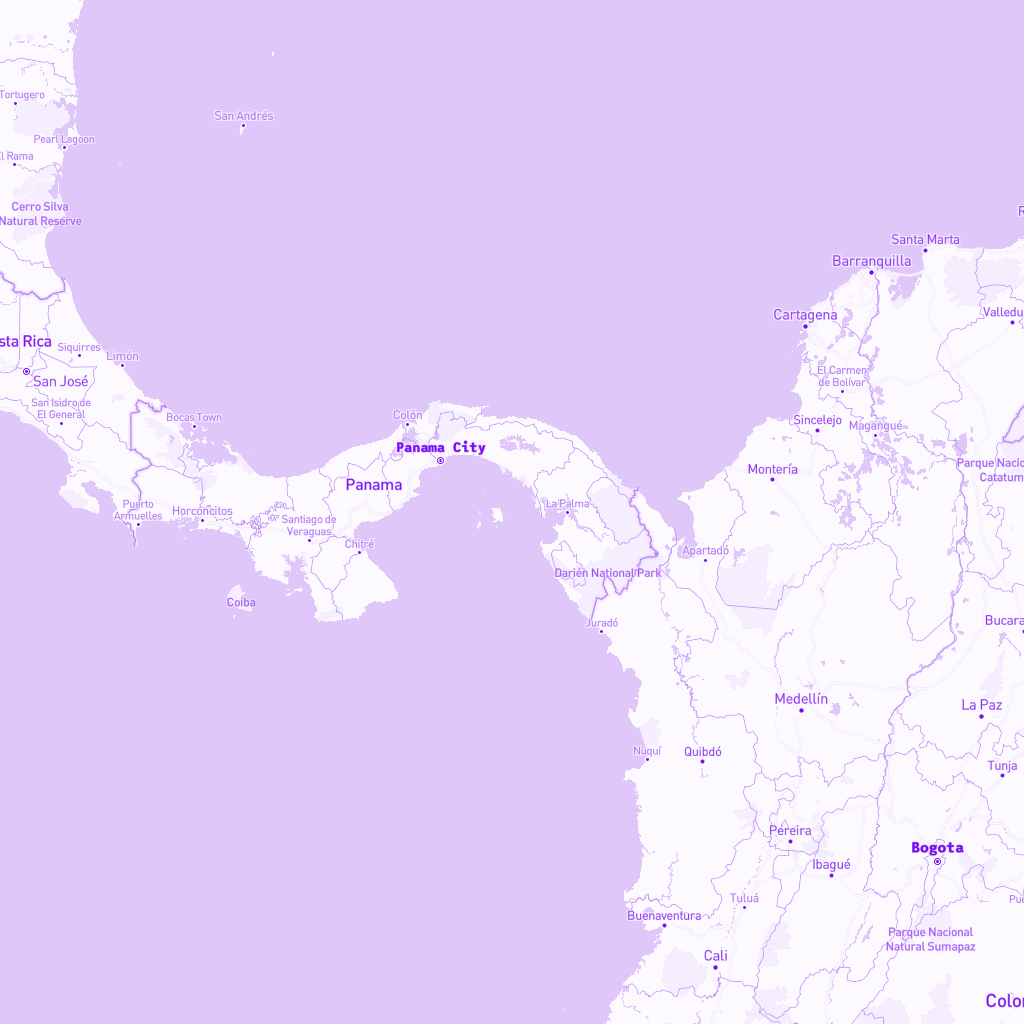 Tortugero
San Andrés
Pearl Lagoon
El Rama
Cerro Silva
Natural Reserve
Santa Marta
Barranquilla
Valledu
Cartagena
sta Rica
Siquirres
Limón
San José
El Carmen
de Bolívar
San Isidro de
El General
Bocas Town
Colón
Sincelejo
Magangué
Panama City
Parque Nacio
Catatum
Montería
Panama
La Palma
Puerto
Armuelles
Horconcitos
Santiago de
Veraguas
Chitré
Apartadó
Darién National Park
Coiba
Juradó
Bucara
Medellín
La Paz
Nuquí
Quibdó
Tunja
Pereira
Bogota
Ibagué
Tuluá
Buenaventura
Parque Nacional
Natural Sumapaz
Cali
Color